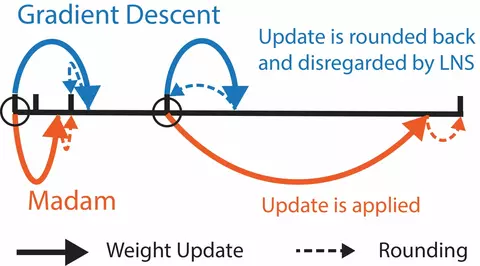 Gradient Descent
Update is rounded back
and disregarded by LNS
Madam
Update is applied
Weight Update
Rounding